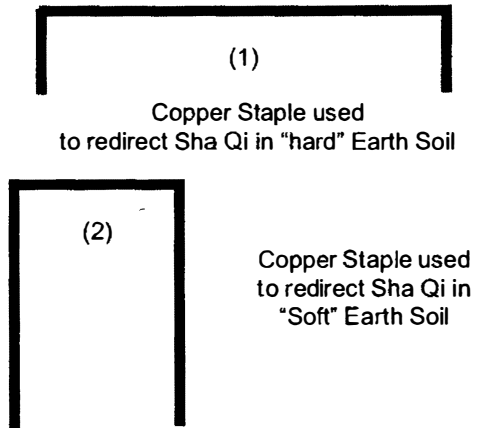 (1)
Copper Staple used
to redirect Sha Qi in “hard” Earth Soil
(2)
Copper Staple used
to redirect Sha Qi in
“Soft” Earth Soil